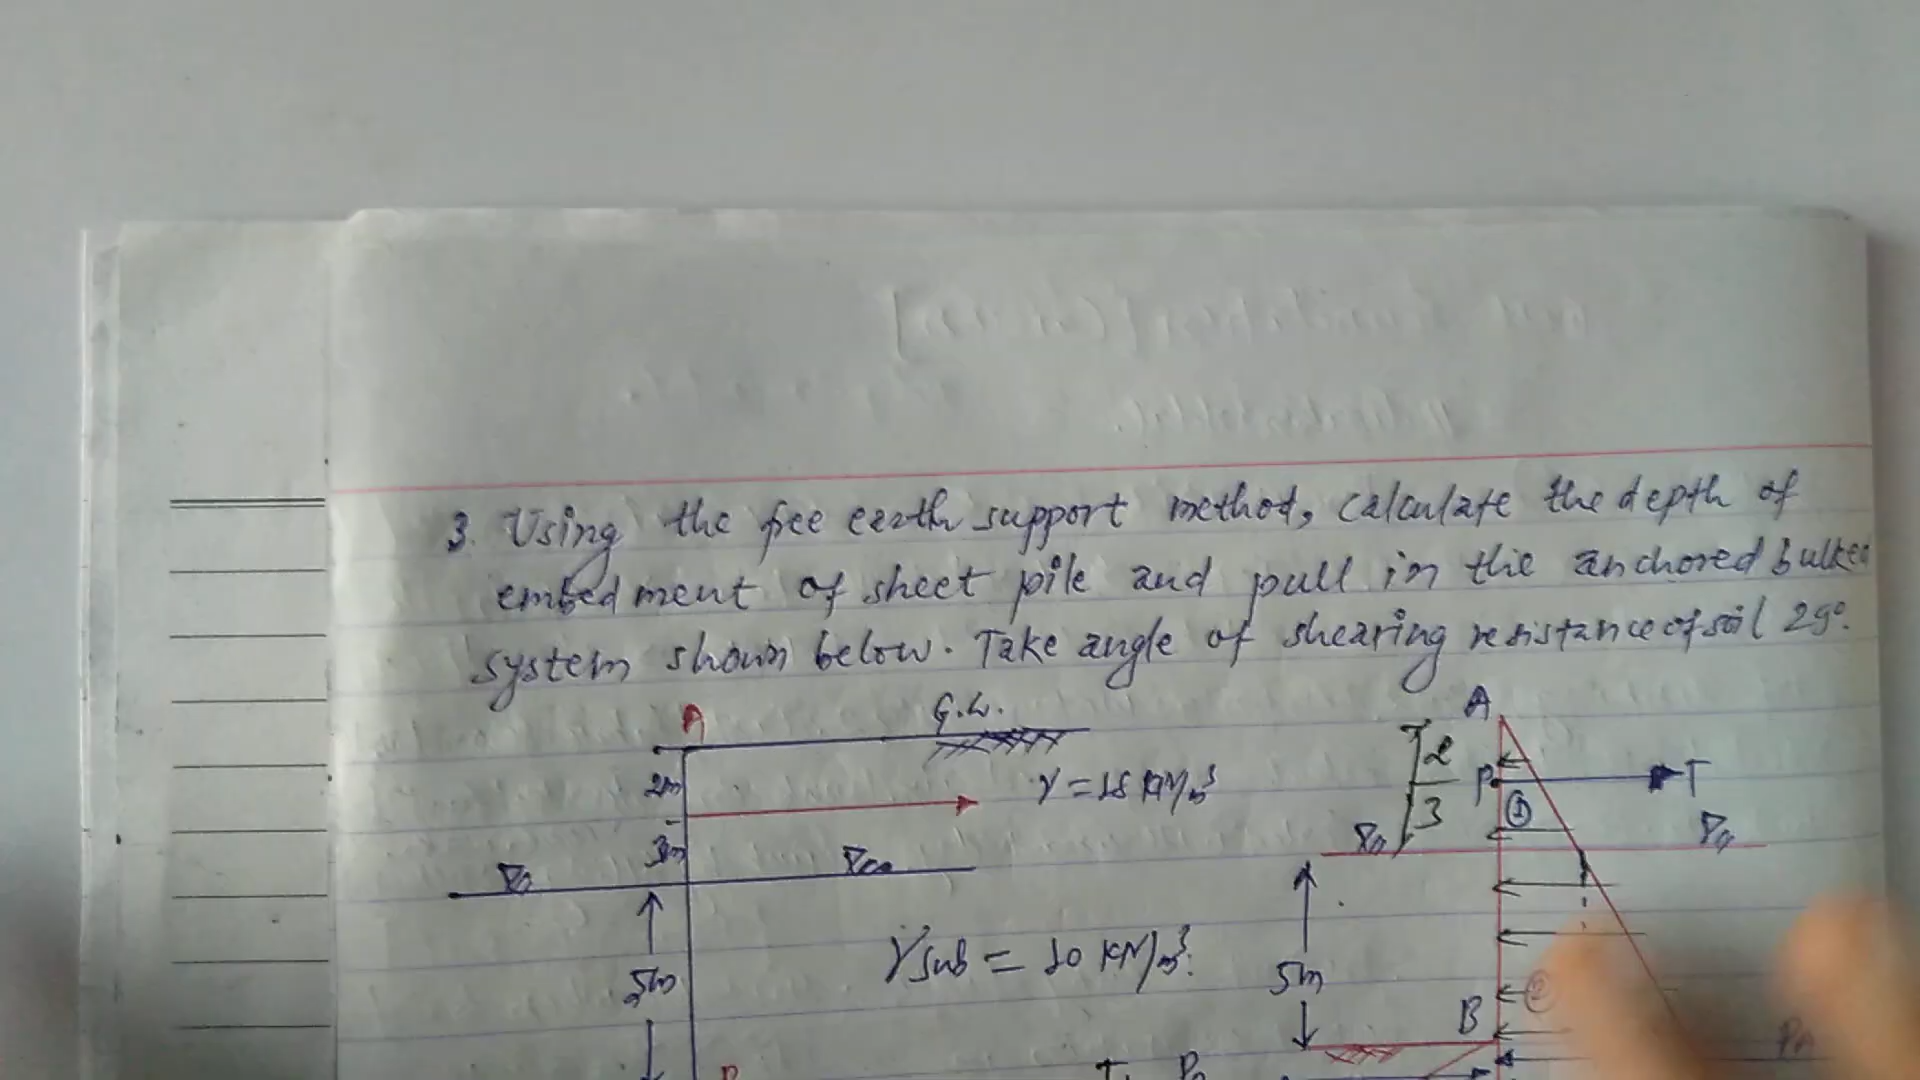 3. Using the free earth support method, calculate the depth of
embedment of sheet pile and pull in the anchored bulke
system shown below. Take angle of shearing resistance of soil 29°.
A
G.L.
2m
γ = 18 KN/m³
3m
5m
γsub = 10 KN/m³.
A
2
3
P
T
1
5m
2
B